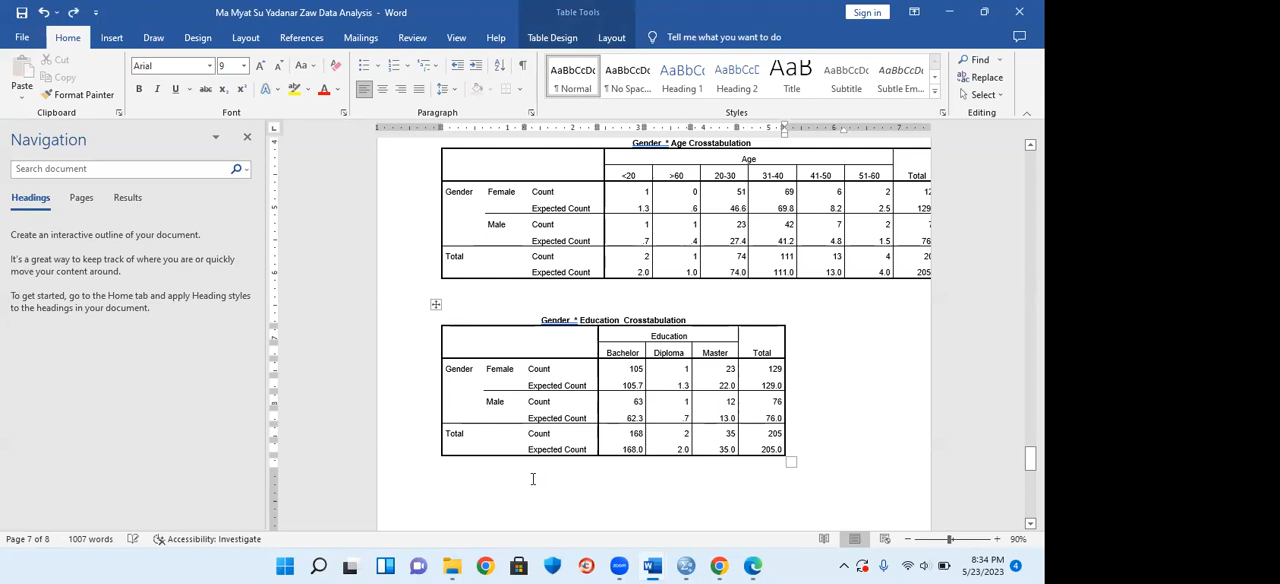 Ma Myat Su Yadanar Zaw Data Analysis - Word
Table Tools
Sign in
File Home Insert Draw Design Layout References Mailings Review View Help Table Design Layout Tell me what you want to do
Paste
Cut
Copy
Format Painter
Clipboard
Arial 9
Font
Paragraph
AaBbCcDc ¶ Normal
AaBbCcDc ¶ No Spac...
AaBbCc Heading 1
AaBbCcD Heading 2
AaB Title
AaBbCcD Subtitle
AaBbCcD Subtle Em...
Styles
Find
Replace
Select
Editing
Navigation
Search document
Headings Pages Results
Create an interactive outline of your document.
It's a great way to keep track of where you are or quickly
move your content around.
To get started, go to the Home tab and apply Heading styles
to the headings in your document.
Gender * Age Crosstabulation
Age
<20 >60 20-30 31-40 41-50 51-60 Total
Gender Female Count 1 0 51 69 6 2
Expected Count 1.3 .6 46.6 69.8 8.2 2.5 129
Male Count 1 1 23 42 7 2
Expected Count .7 .4 27.4 41.2 4.8 1.5 76
Total Count 2 1 74 111 13 4 20
Expected Count 2.0 1.0 74.0 111.0 13.0 4.0 205
Gender * Education Crosstabulation
Education
Bachelor Diploma Master Total
Gender Female Count 105 1 23 129
Expected Count 105.7 1.3 22.0 129.0
Male Count 63 1 12 76
Expected Count 62.3 .7 13.0 76.0
Total Count 168 2 35 205
Expected Count 168.0 2.0 35.0 205.0
Page 7 of 8 1007 words Accessibility: Investigate 90%
8:34 PM
5/23/2023